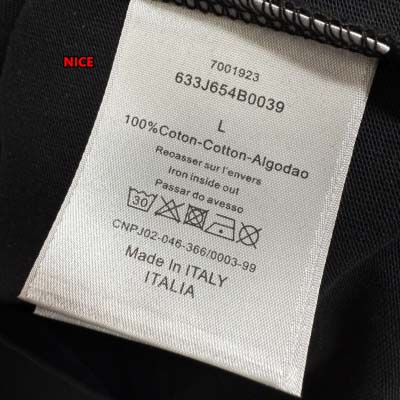 NICE
7001923
633J654B0039
L
100%Coton-Cotton-Algodao
Reoasser sur l'envers
Iron inside out
Passar do avesso
30
CNPJ02-046-366/0003-99
Made In ITALY
ITALIA